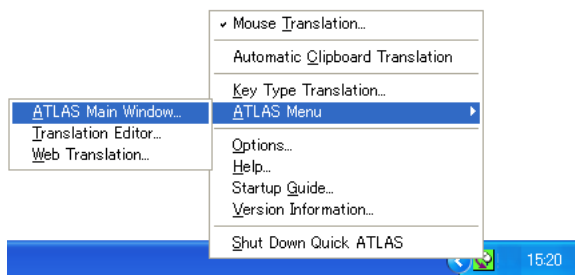 Mouse Translation...
Automatic Clipboard Translation
Key Type Translation...
ATLAS Menu
ATLAS Main Window...
Translation Editor...
Web Translation...
Options...
Help...
Startup Guide...
Version Information...
Shut Down Quick ATLAS
15:20